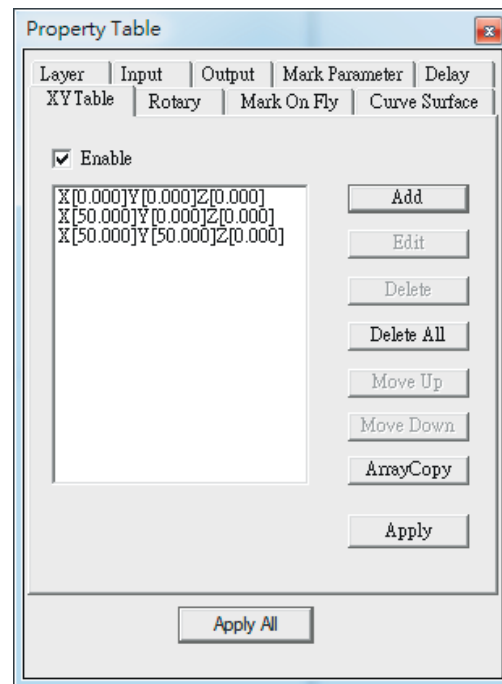 Property Table
Layer Input Output Mark Parameter Delay
XYTable Rotary Mark On Fly Curve Surface
Enable
X[0.000]Y[0.000]Z[0.000]
X[50.000]Y[0.000]Z[0.000]
X[50.000]Y[50.000]Z[0.000]
Add
Edit
Delete
Delete All
Move Up
Move Down
ArrayCopy
Apply
Apply All